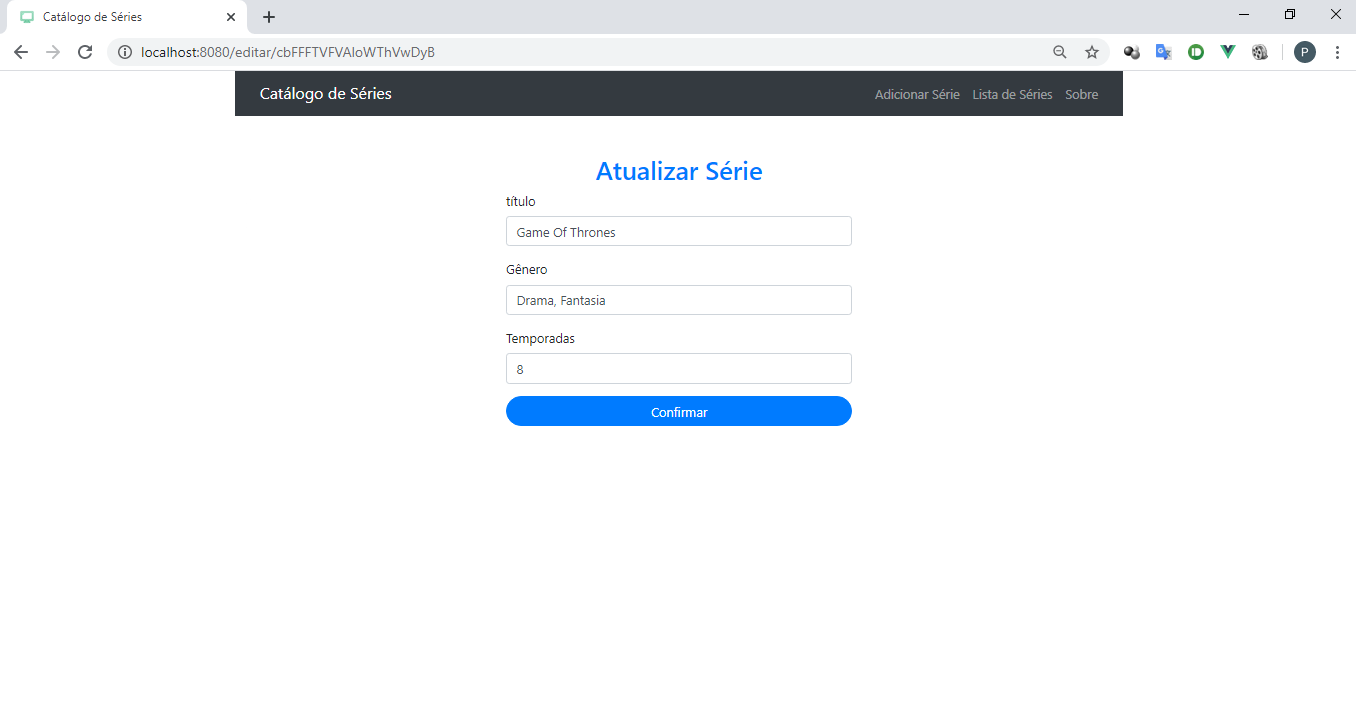 Catálogo de Séries
localhost:8080/editar/cbFFFTVFVAIoWThVwDyB
P
Catálogo de Séries Adicionar Série Lista de Séries Sobre
Atualizar Série
título
Game Of Thrones
Gênero
Drama, Fantasia
Temporadas
8
Confirmar